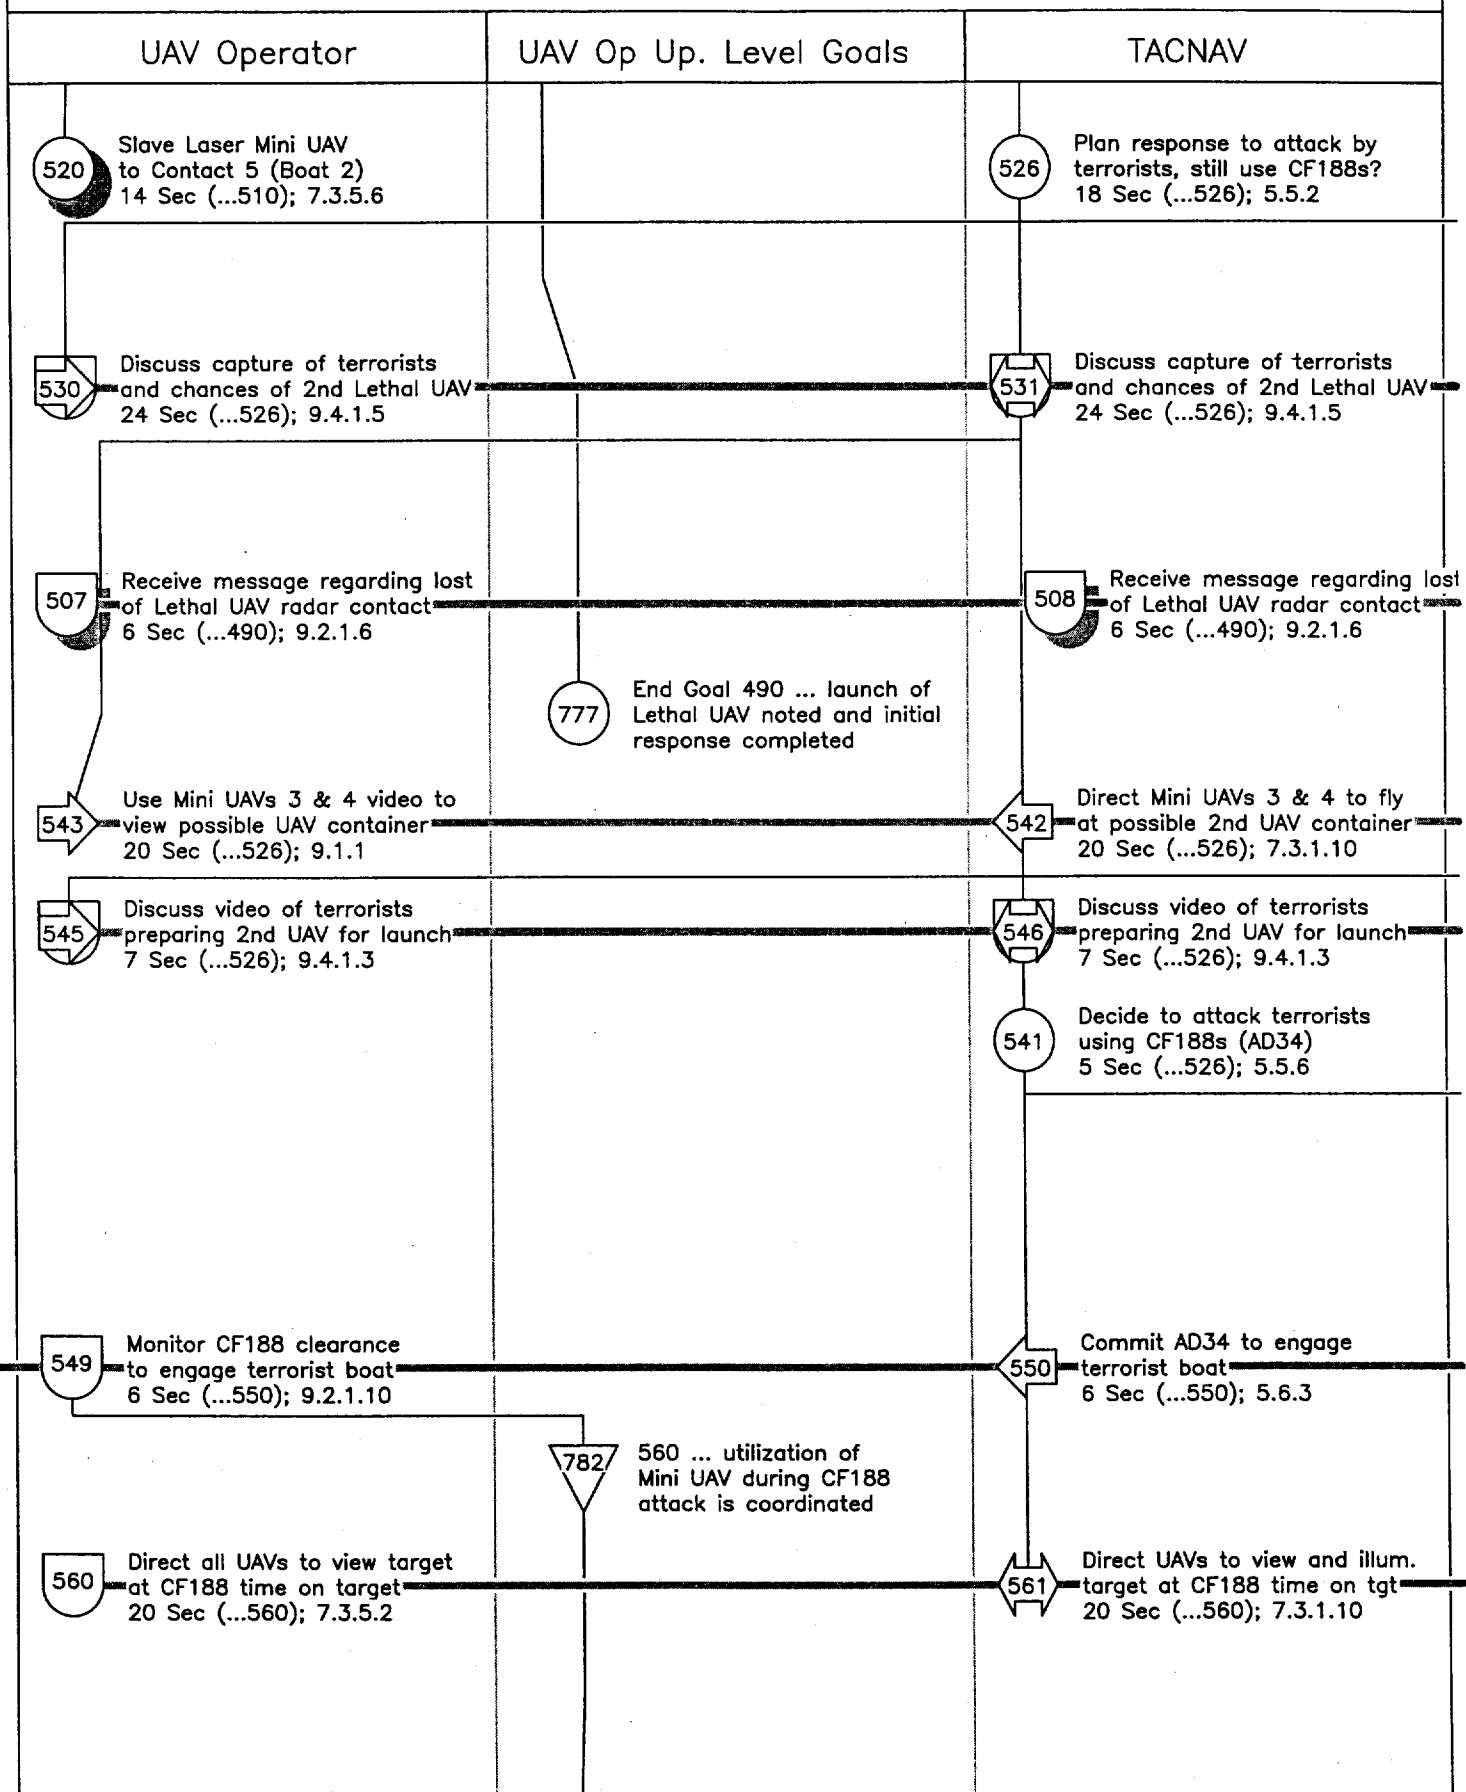 UAV Operator
UAV Op Up. Level Goals
TACNAV
520
Slave Laser Mini UAV
to Contact 5 (Boat 2)
14 Sec (...510); 7.3.5.6
526
Plan response to attack by
terrorists, still use CF188s?
18 Sec (...526); 5.5.2
530
Discuss capture of terrorists
and chances of 2nd Lethal UAV
24 Sec (...526); 9.4.1.5
531
Discuss capture of terrorists
and chances of 2nd Lethal UAV
24 Sec (...526); 9.4.1.5
507
Receive message regarding lost
of Lethal UAV radar contact
6 Sec (...490); 9.2.1.6
508
Receive message regarding lost
of Lethal UAV radar contact
6 Sec (...490); 9.2.1.6
777
End Goal 490 ... launch of
Lethal UAV noted and initial
response completed
543
Use Mini UAVs 3 & 4 video to
view possible UAV container
20 Sec (...526); 9.1.1
542
Direct Mini UAVs 3 & 4 to fly
at possible 2nd UAV container
20 Sec (...526); 7.3.1.10
545
Discuss video of terrorists
preparing 2nd UAV for launch
7 Sec (...526); 9.4.1.3
546
Discuss video of terrorists
preparing 2nd UAV for launch
7 Sec (...526); 9.4.1.3
541
Decide to attack terrorists
using CF188s (AD34)
5 Sec (...526); 5.5.6
549
Monitor CF188 clearance
to engage terrorist boat
6 Sec (...550); 9.2.1.10
550
Commit AD34 to engage
terrorist boat
6 Sec (...550); 5.6.3
782
560 ... utilization of
Mini UAV during CF188
attack is coordinated
560
Direct all UAVs to view target
at CF188 time on target
20 Sec (...560); 7.3.5.2
561
Direct UAVs to view and illum.
target at CF188 time on tgt
20 Sec (...560); 7.3.1.10